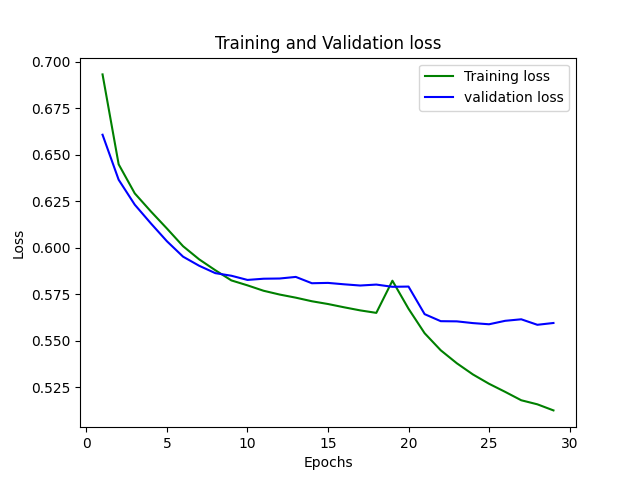 Training and Validation loss
Training loss
validation loss
Loss
0.700
0.675
0.650
0.625
0.600
0.575
0.550
0.525
0 5 10 15 20 25 30
Epochs